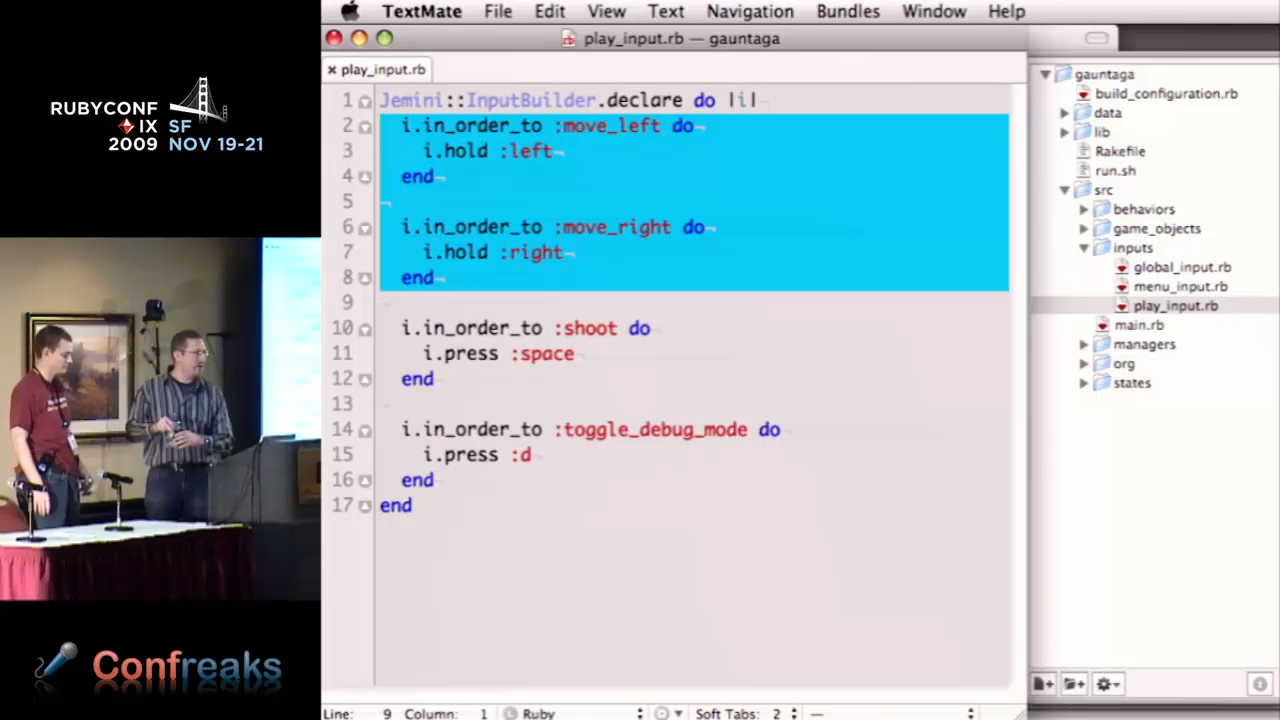 TextMate File Edit View Text Navigation Bundles Window Help
play_input.rb — gauntaga
play_input.rb
1 Jemini::InputBuilder.declare do |i|
2 i.in_order_to :move_left do
3 i.hold :left
4 end
5
6 i.in_order_to :move_right do
7 i.hold :right
8 end
9
10 i.in_order_to :shoot do
11 i.press :space
12 end
13
14 i.in_order_to :toggle_debug_mode do
15 i.press :d
16 end
17 end
Line: 9 Column: 1 Ruby Soft Tabs: 2 —
gauntaga
build_configuration.rb
data
lib
Rakefile
run.sh
src
behaviors
game_objects
inputs
global_input.rb
menu_input.rb
play_input.rb
main.rb
managers
org
states
RUBYCONF
IX SF
2009 NOV 19-21
Confreaks